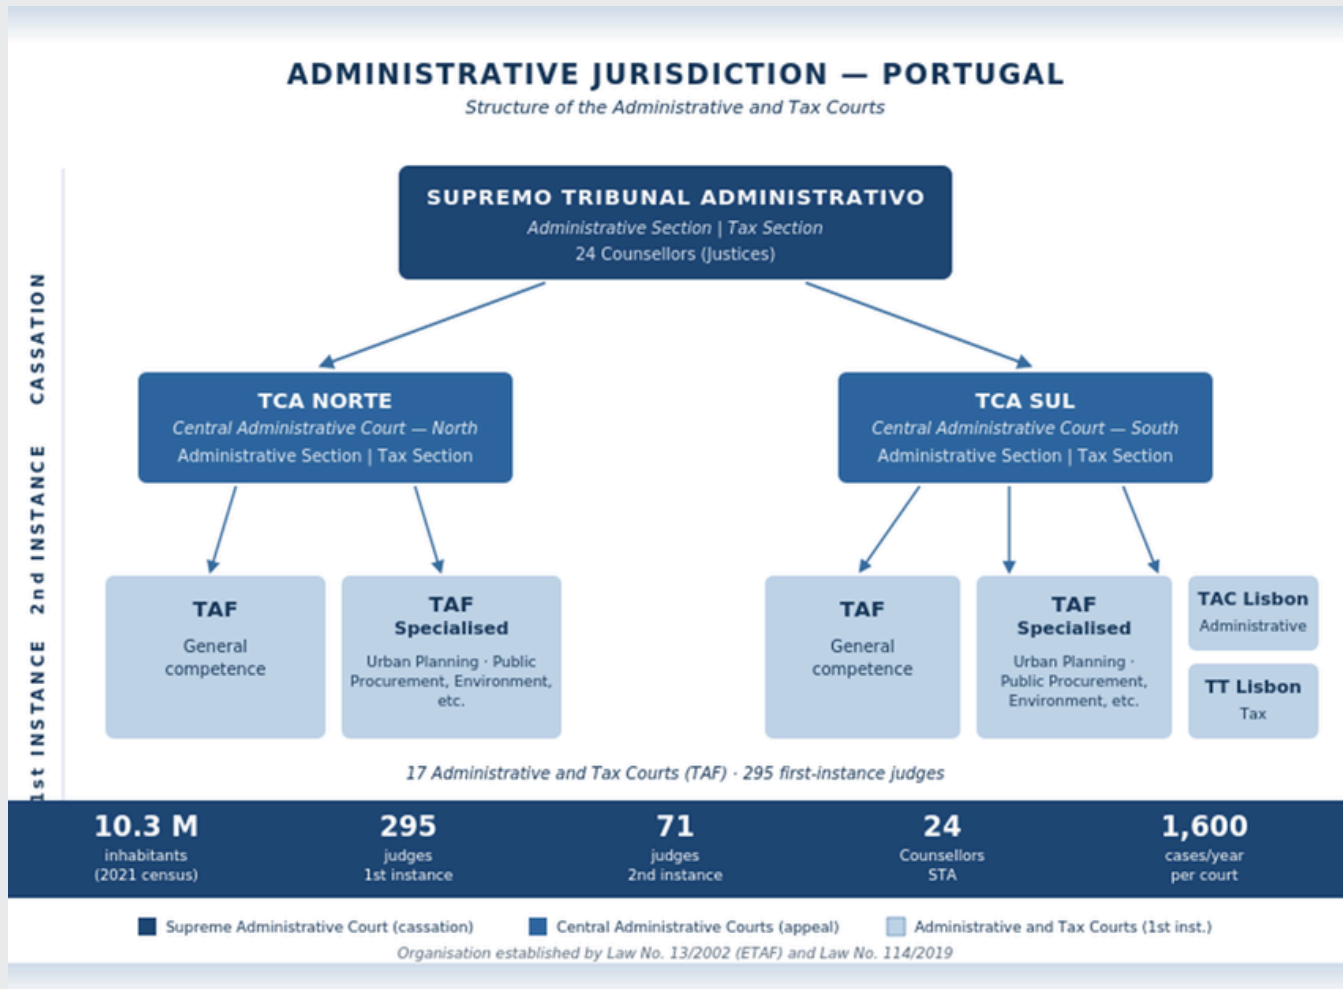 ADMINISTRATIVE JURISDICTION — PORTUGAL
Structure of the Administrative and Tax Courts
SUPREMO TRIBUNAL ADMINISTRATIVO
Administrative Section | Tax Section
24 Counsellors (Justices)
CASSATION
TCA NORTE
Central Administrative Court — North
Administrative Section | Tax Section
TCA SUL
Central Administrative Court — South
Administrative Section | Tax Section
2nd INSTANCE
TAF
General
competence
TAF
Specialised
Urban Planning · Public
Procurement, Environment,
etc.
TAF
General
competence
TAF
Specialised
Urban Planning ·
Public Procurement,
Environment, etc.
TAC Lisbon
Administrative
TT Lisbon
Tax
1st INSTANCE
17 Administrative and Tax Courts (TAF) · 295 first-instance judges
10.3 M
inhabitants
(2021 census)
295
judges
1st instance
71
judges
2nd instance
24
Counsellors
STA
1,600
cases/year
per court
Supreme Administrative Court (cassation)
Central Administrative Courts (appeal)
Administrative and Tax Courts (1st inst.)
Organisation established by Law No. 13/2002 (ETAF) and Law No. 114/2019